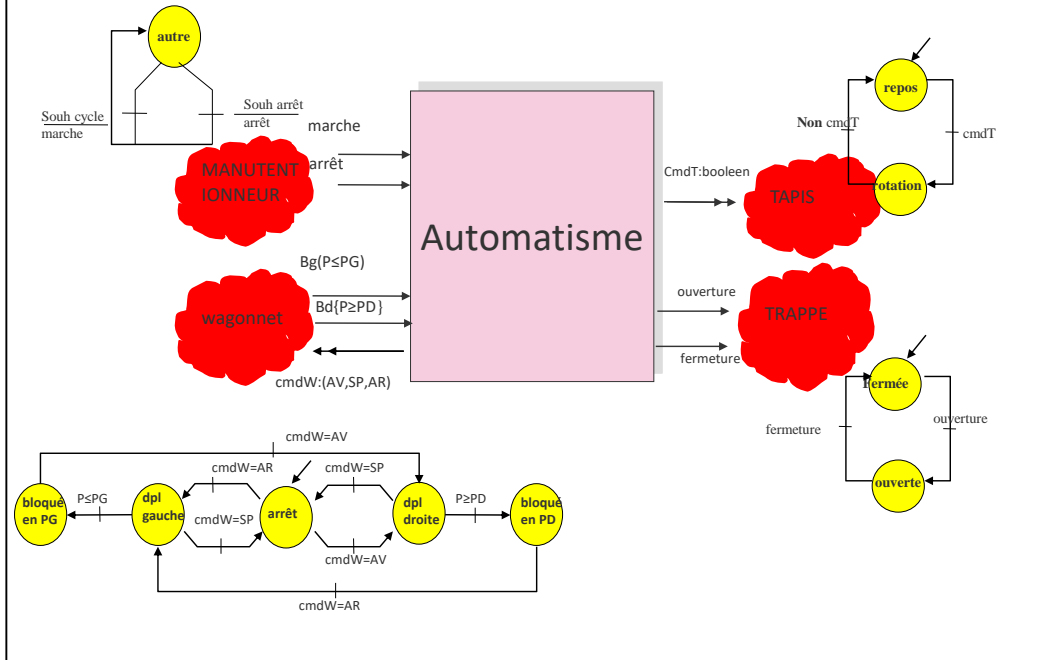 autre
Souh cycle
marche
Souh arrêt
arrêt
marche
arrêt
MANUTENT
IONNEUR
Bg(P≤PG)
Bd{P≥PD}
wagonnet
cmdW:(AV,SP,AR)
Automatisme
CmdT:booleen
TAPIS
repos
Non cmdT
cmdT
rotation
ouverture
TRAPPE
fermeture
Fermée
fermeture
ouverture
ouverte
cmdW=AV
cmdW=AR
cmdW=SP
bloqué
en PG
P≤PG
dpl
gauche
cmdW=SP
arrêt
dpl
droite
P≥PD
bloqué
en PD
cmdW=AV
cmdW=AR